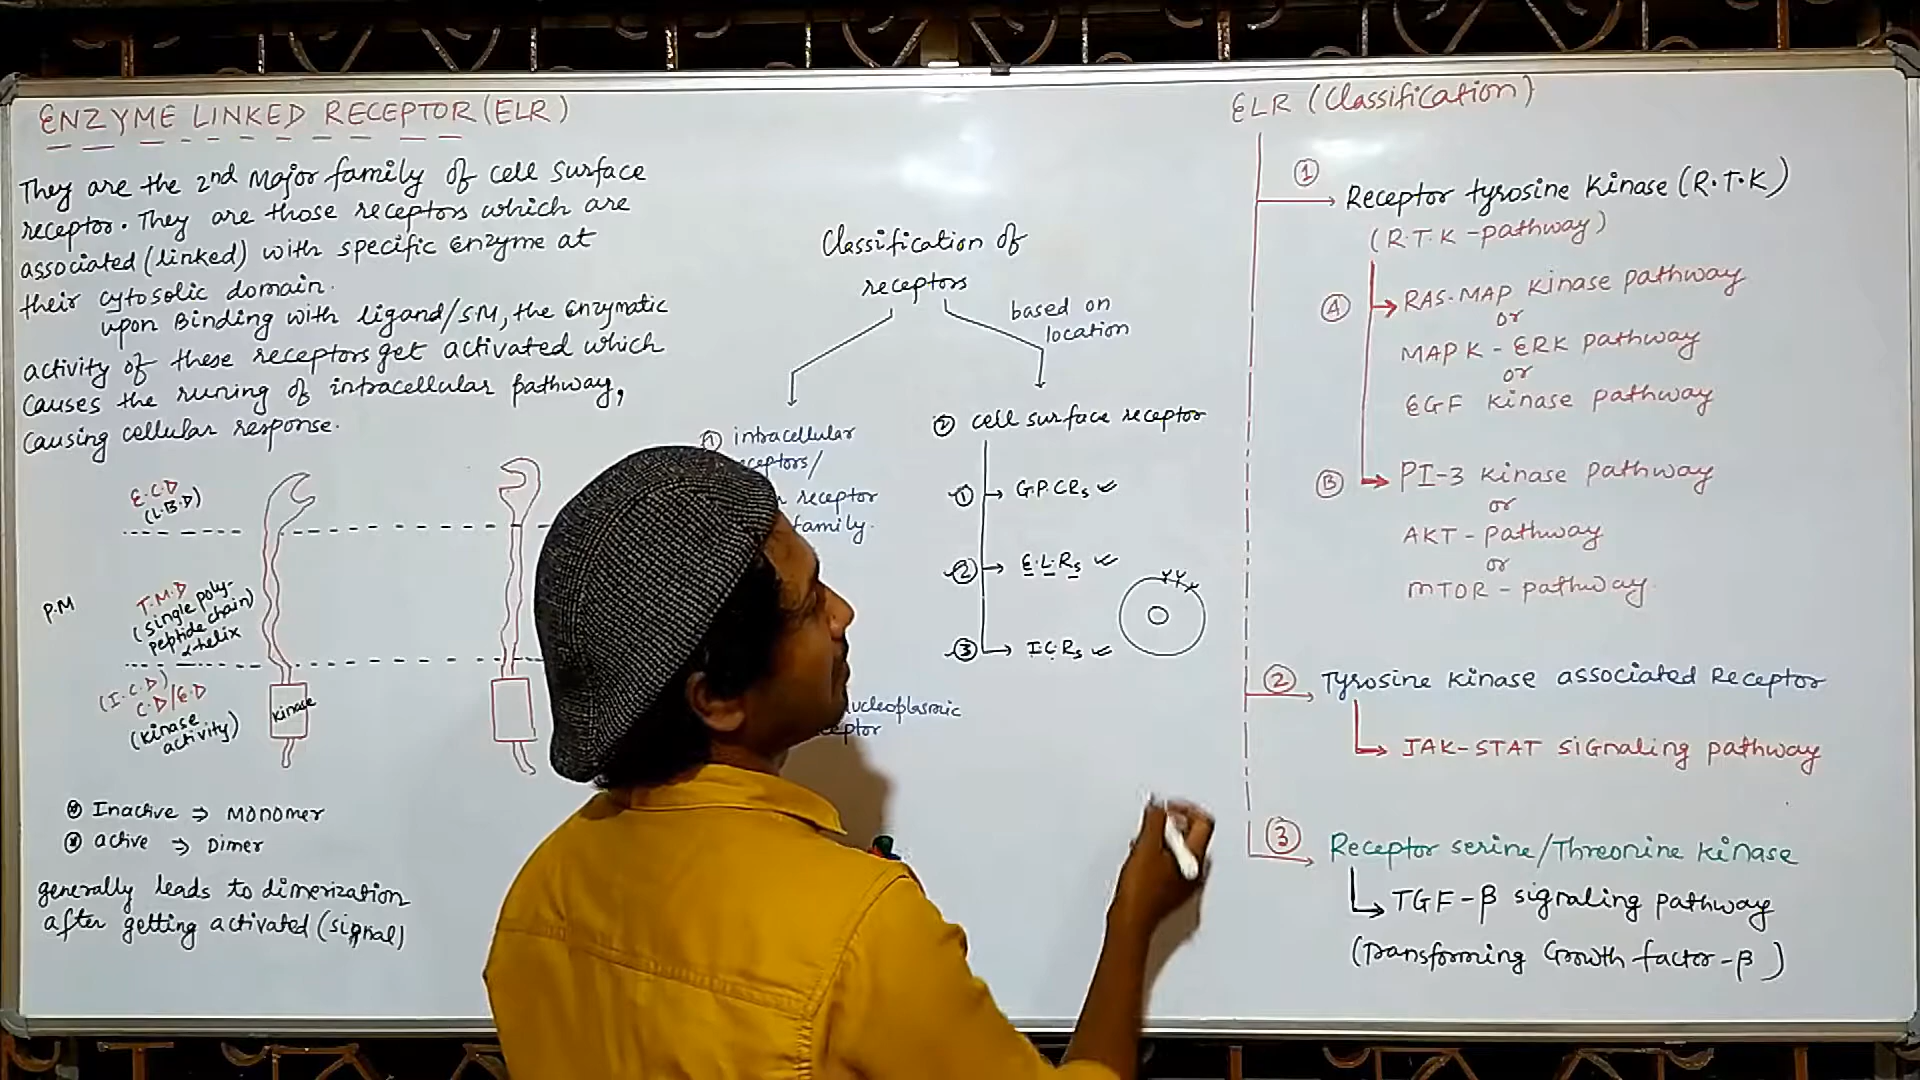 ENZYME LINKED RECEPTOR (ELR)
They are the 2nd Major family of cell surface
receptor. They are those receptors which are
associated (linked) with specific enzyme at
their cytosolic domain.
upon Binding with ligand/SM, the enzymatic
activity of these receptors get activated which
causes the runing of intracellular pathway,
causing cellular response.
E.C.D
(L.B.D)
P.M
T.M.D
(single poly-
peptide chain)
α-helix
(I.C.D)
C.D/E.D
(kinase
activity)
kinase
Inactive ⇒ Monomer
active ⇒ Dimer
generally leads to dimerization
after getting activated (signal)
Classification of
receptors
based on
location
① intracellular
receptor
family.
② cell surface receptor
① → G.P.CRs
② → E.L.Rs
③ → I.C.Rs
ELR (Classification)
① Receptor tyrosine kinase (R.T.K)
(R.T.K - pathway)
Ⓐ RAS-MAP kinase pathway
or
MAPK - ERK pathway
or
EGF kinase pathway
Ⓑ PI-3 kinase pathway
or
AKT - pathway
or
mTOR - pathway.
② Tyrosine kinase associated Receptor
JAK-STAT signaling pathway
③ Receptor serine/Threonine kinase
TGF-β signaling pathway
(Transforming Growth factor-β)